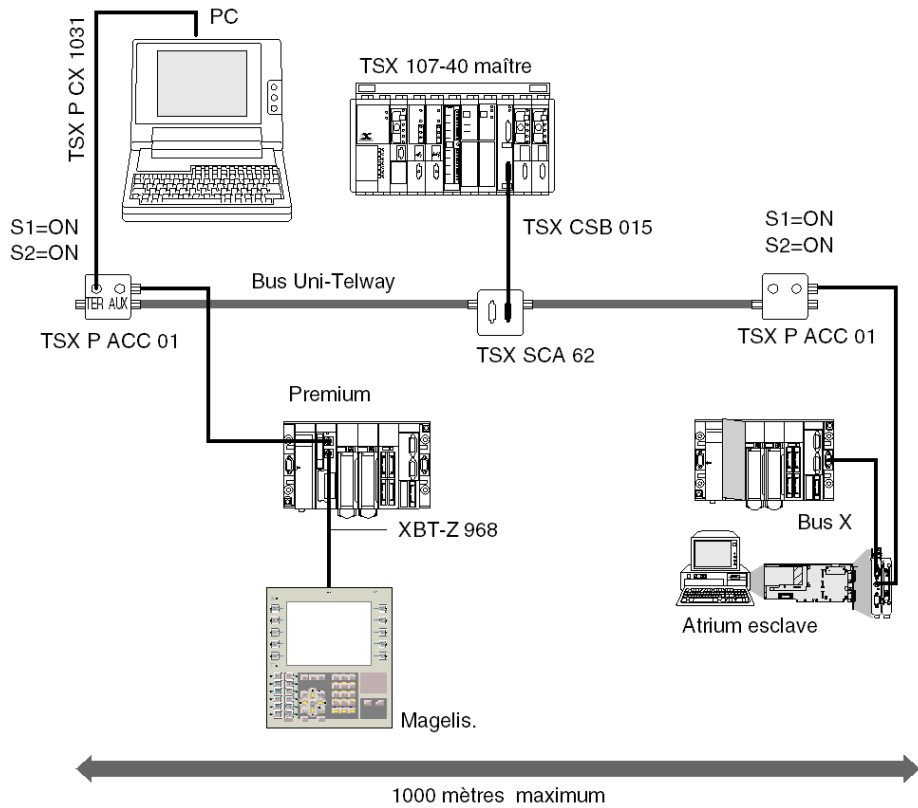 PC
TSX P CX 1031
TSX 107-40 maître
S1=ON
S2=ON
TSX CSB 015
S1=ON
S2=ON
Bus Uni-Telway
TER AUX
TSX P ACC 01
TSX SCA 62
TSX P ACC 01
Premium
XBT-Z 968
Bus X
Atrium esclave
Magelis.
1000 mètres maximum